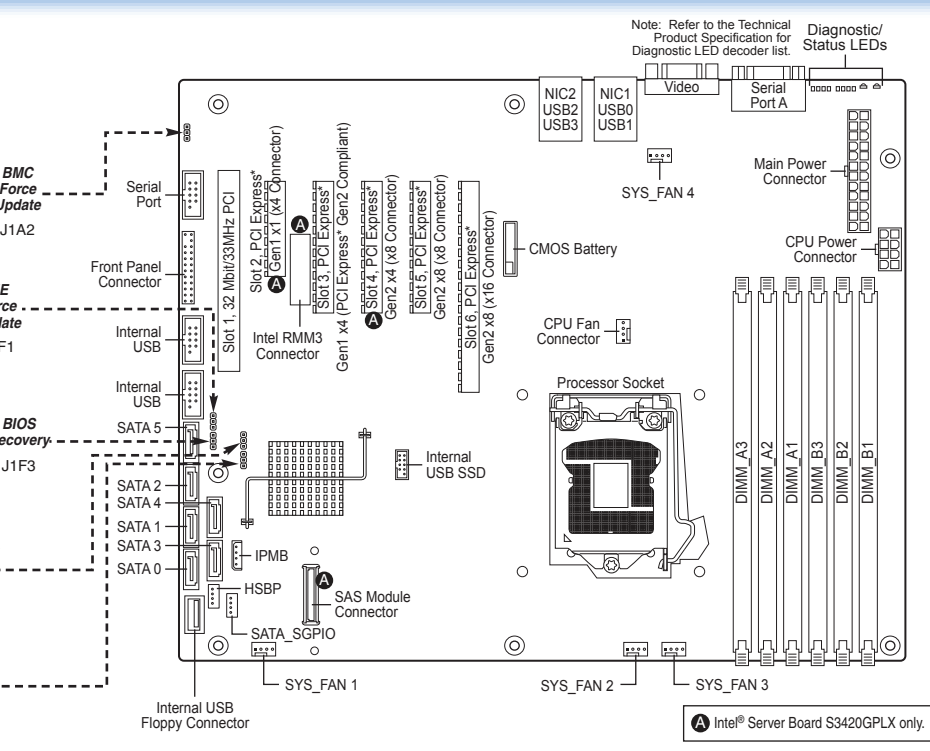 Note: Refer to the Technical
Product Specification for
Diagnostic LED decoder list.
Diagnostic/
Status LEDs
NIC2
USB2
USB3
NIC1
USB0
USB1
Video
Serial
Port A
BMC
Force
Update
J1A2
Serial
Port
SYS_FAN 4
Main Power
Connector
CPU Power
Connector
Front Panel
Connector
Slot 1, 32 Mbit/33MHz PCI
Slot 2, PCI Express*
Gen1 x1 (x4 Connector)
A
A
Slot 3, PCI Express*
Gen1 x4 (PCI Express* Gen2 Compliant)
Slot 4, PCI Express*
Gen2 x4 (x8 Connector)
A
Slot 5, PCI Express*
Gen2 x8 (x8 Connector)
Slot 6, PCI Express*
Gen2 x8 (x16 Connector)
CMOS Battery
E
rce
ate
F1
Internal
USB
Intel RMM3
Connector
CPU Fan
Connector
Internal
USB
Processor Socket
BIOS
ecovery
J1F3
SATA 5
SATA 2
SATA 4
SATA 1
SATA 3
SATA 0
Internal
USB SSD
DIMM_A3
DIMM_A2
DIMM_A1
DIMM_B3
DIMM_B2
DIMM_B1
IPMB
HSBP
A
SAS Module
Connector
SATA_SGPIO
SYS_FAN 1
SYS_FAN 2
SYS_FAN 3
Internal USB
Floppy Connector
A Intel® Server Board S3420GPLX only.